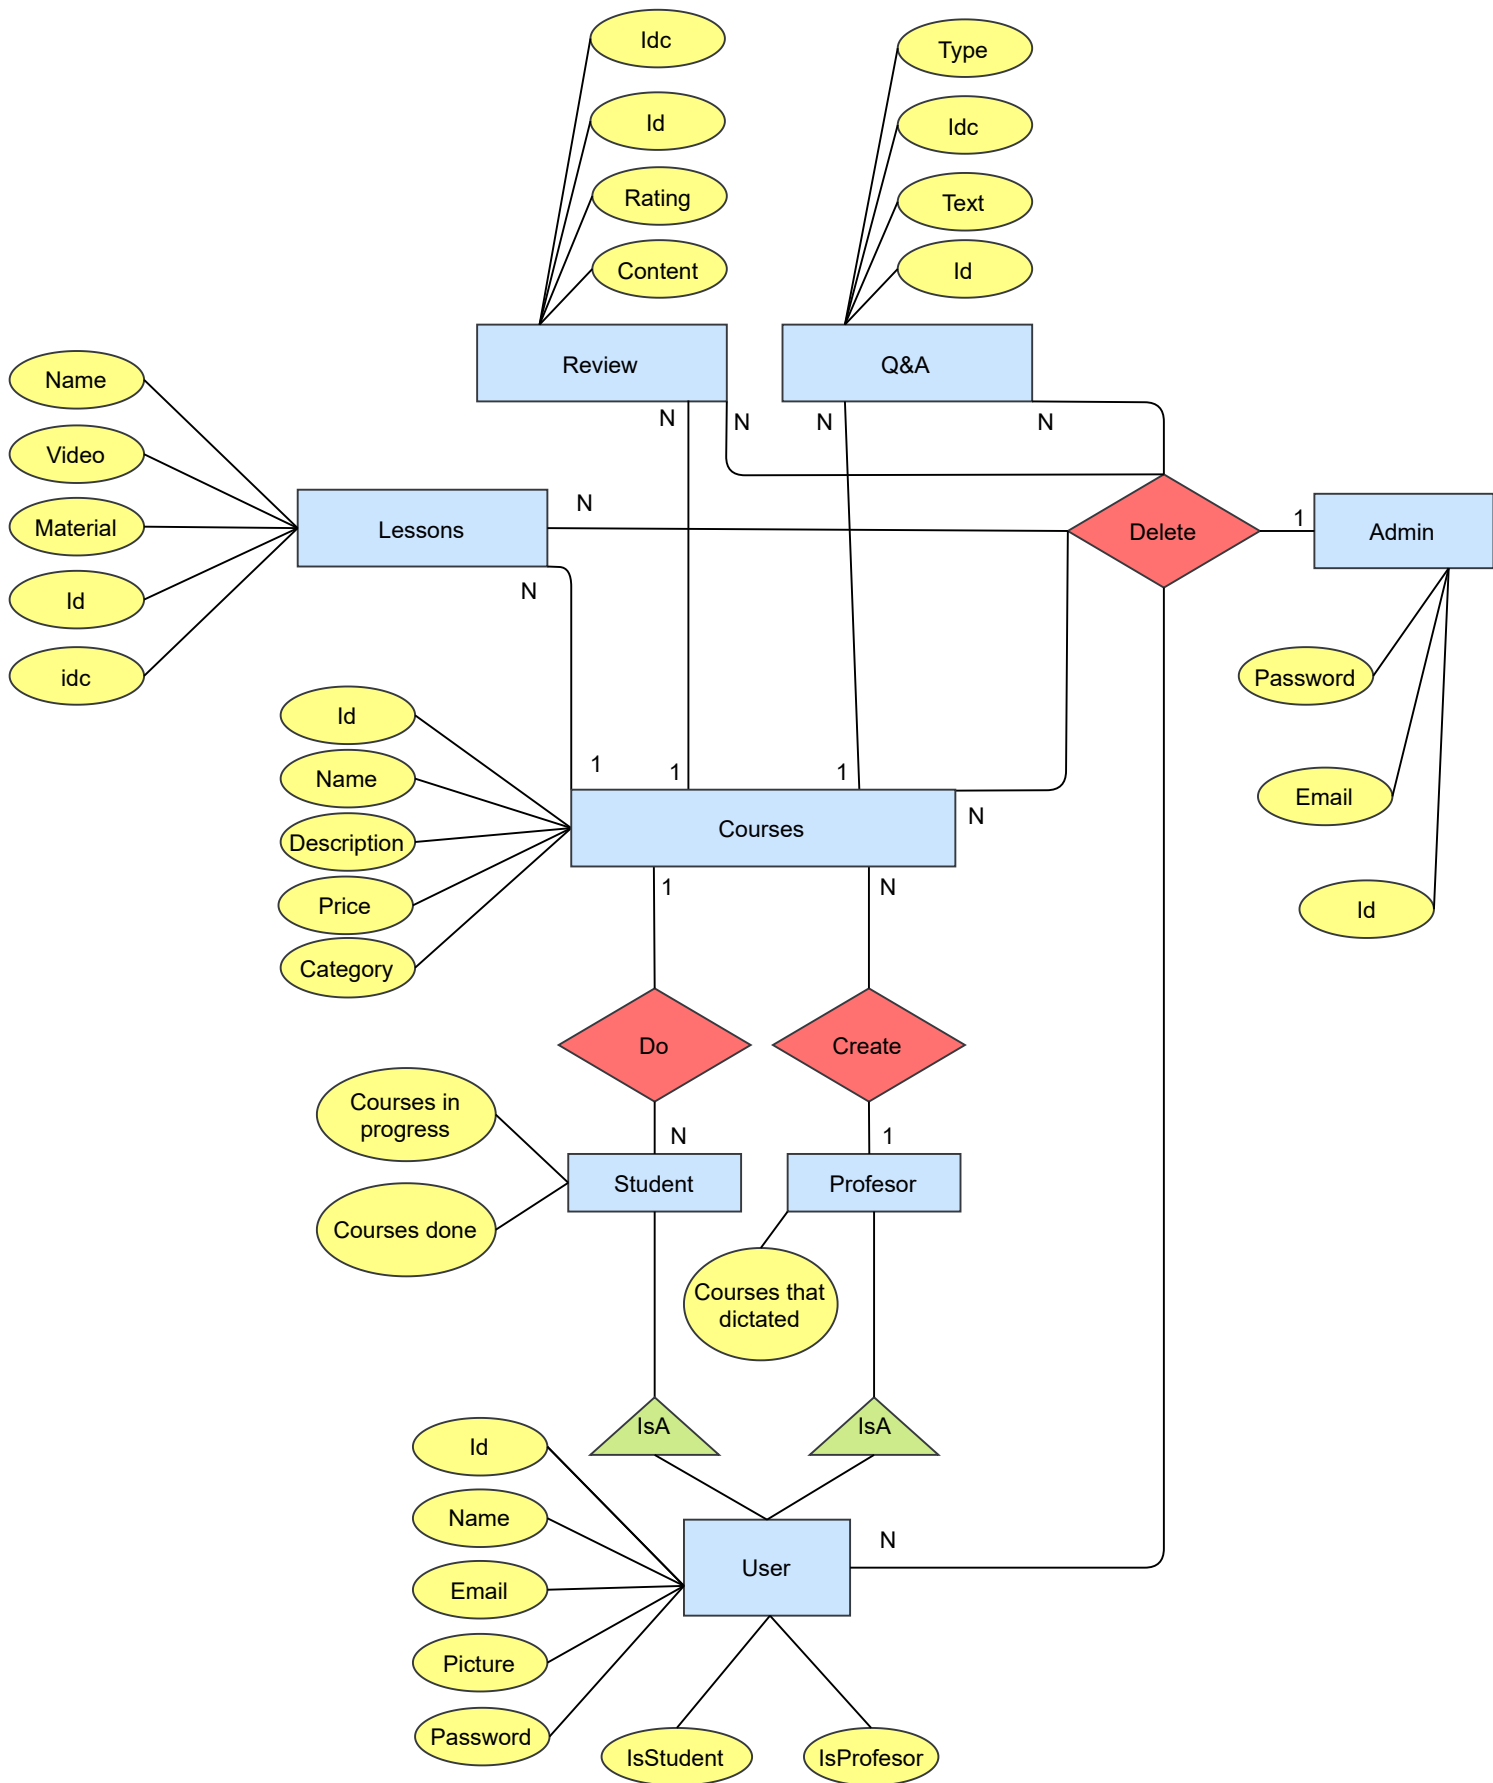 Idc
Type
Id
Idc
Rating
Text
Content
Id
Review
Q&A
Name
N
N
N
N
Video
N
Lessons
Delete
1
Admin
Material
N
Id
idc
Password
Id
1
1
1
Name
Email
N
Description
Courses
1
N
Price
Id
Category
Do
Create
Courses in
progress
N
1
Student
Profesor
Courses done
Courses that
dictated
IsA
IsA
Id
Name
N
User
Email
Picture
Password
IsStudent
IsProfesor